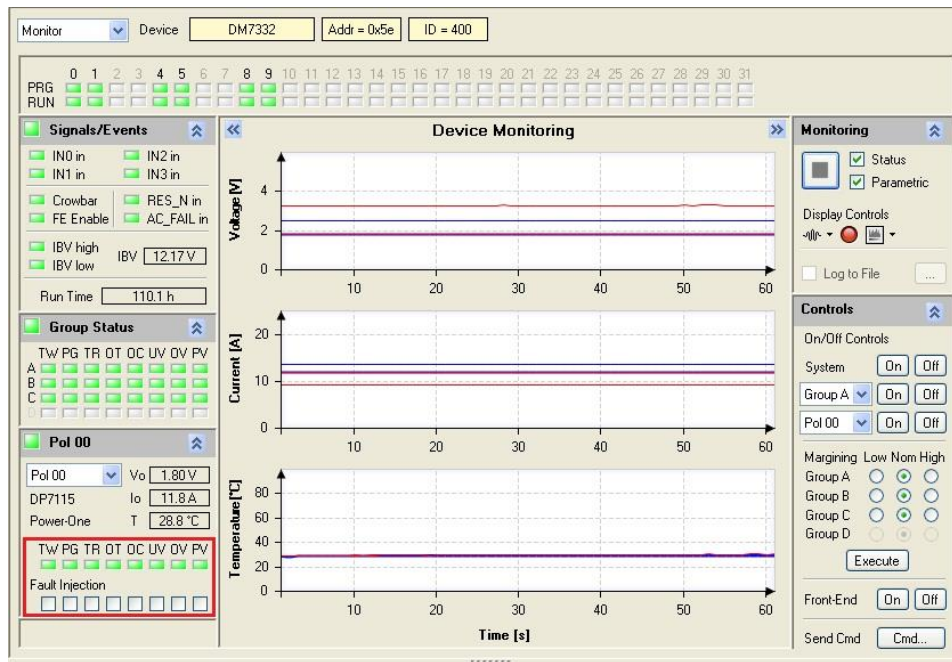 Monitor Device DM7332 Addr = 0x5e ID = 400
0 1 2 3 4 5 6 7 8 9 10 11 12 13 14 15 16 17 18 19 20 21 22 23 24 25 26 27 28 29 30 31
PRG
RUN
Signals/Events
IN0 in IN2 in
IN1 in IN3 in
Crowbar RES_N in
FE Enable AC_FAIL in
IBV high
IBV low
IBV 12.17 V
Run Time 110.1 h
Group Status
TW PG TR OT OC UV OV PV
A
B
C
D
Pol 00
Pol 00 Vo 1.80 V
DP7115 Io 11.8 A
Power-One T 28.8 °C
TW PG TR OT OC UV OV PV
Fault Injection
Device Monitoring
Voltage [V]
4
2
0
10 20 30 40 50 60
Current [A]
20
10
0
10 20 30 40 50 60
Temperature[°C]
80
60
40
20
0
10 20 30 40 50 60
Time [s]
Monitoring
Status
Parametric
Display Controls
Log to File ...
Controls
On/Off Controls
System On Off
Group A On Off
Pol 00 On Off
Margining Low Nom High
Group A
Group B
Group C
Group D
Execute
Front-End On Off
Send Cmd Cmd...